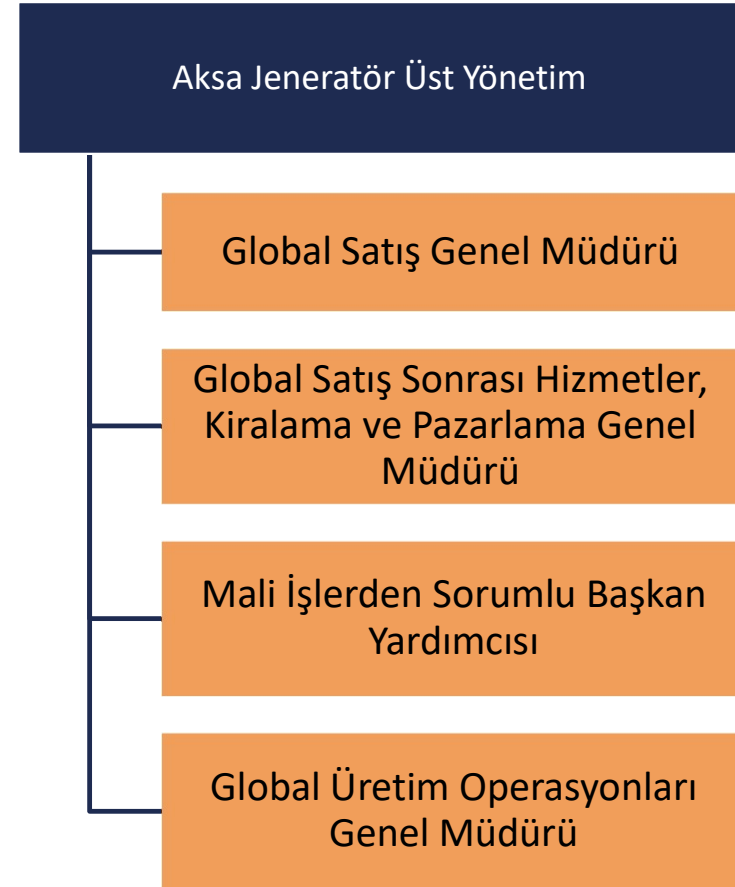 Aksa Jeneratör Üst Yönetim
Global Satış Genel Müdürü
Global Satış Sonrası Hizmetler,
Kiralama ve Pazarlama Genel
Müdürü
Mali İşlerden Sorumlu Başkan
Yardımcısı
Global Üretim Operasyonları
Genel Müdürü